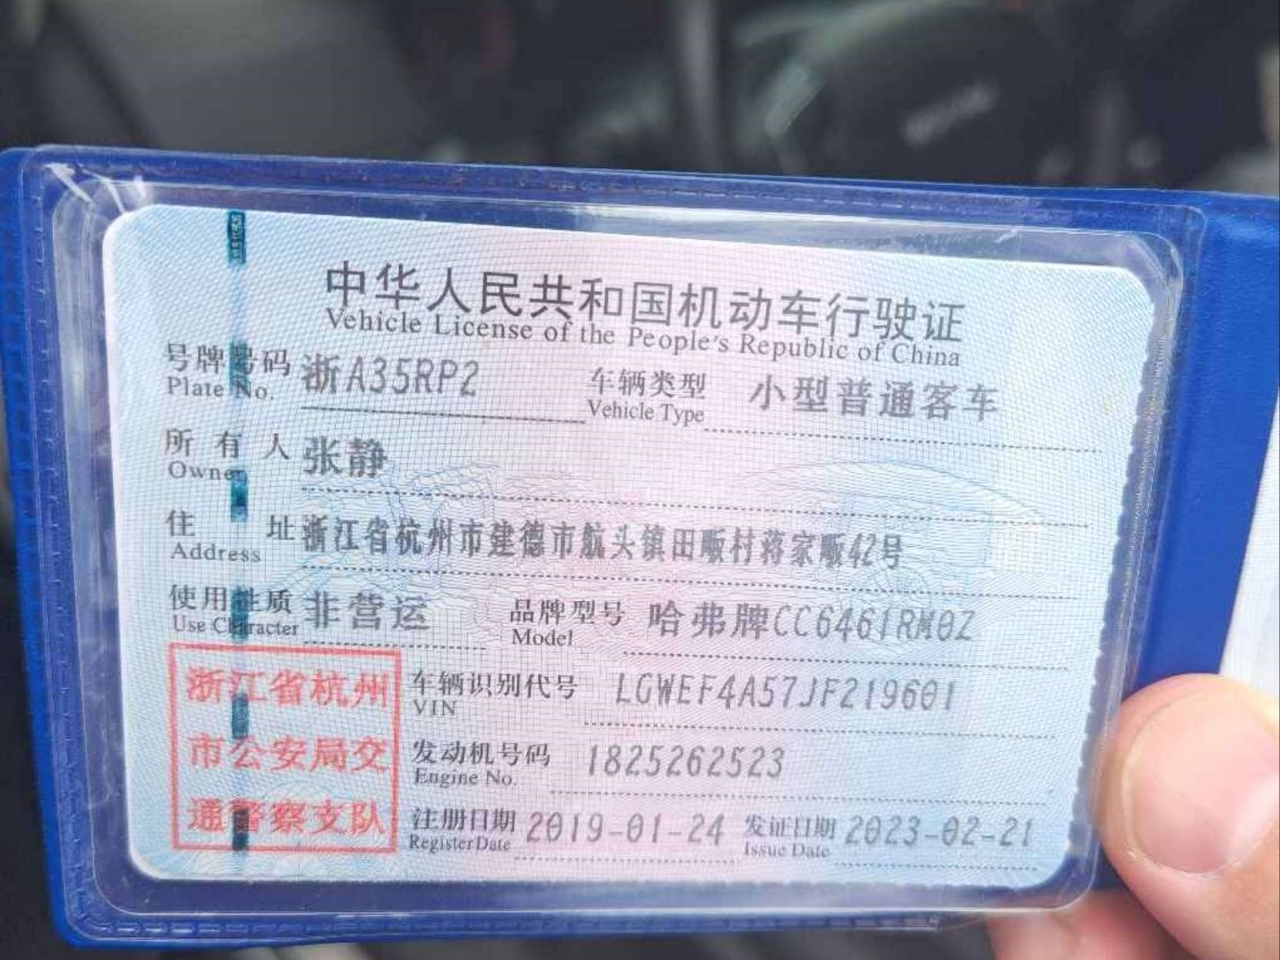 中华人民共和国机动车行驶证
Vehicle License of the People's Republic of China
号牌号码 浙A35RP2 车辆类型 小型普通客车
Plate No. Vehicle Type
所有人 张静
Owner
住址 浙江省杭州市建德市航头镇田畈村蒋家畈42号
Address
使用性质 非营运 品牌型号 哈弗牌CC6461RM0Z
Use Character Model
浙江省杭州
市公安局交
通警察支队
车辆识别代号 LGWEF4A57JF219601
VIN
发动机号码 1825262523
Engine No.
注册日期 2019-01-24 发证日期 2023-02-21
Register Date Issue Date